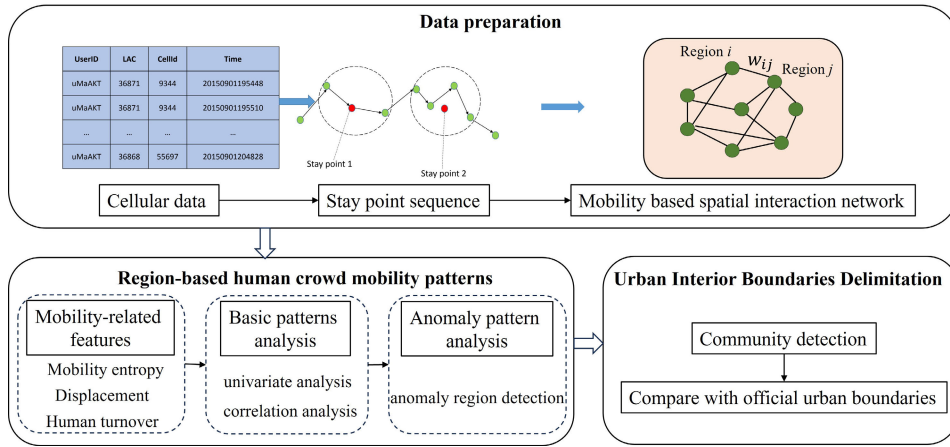 Data preparation
UserID LAC CellId Time
uMaAKT 36871 9344 20150901195448
uMaAKT 36871 9344 20150901195510
... ... ... ...
uMaAKT 36868 55697 20150901204828
Stay point 1
Stay point 2
Region i
w_ij
Region j
Cellular data
Stay point sequence
Mobility based spatial interaction network
Region-based human crowd mobility patterns
Mobility-related
features
Mobility entropy
Displacement
Human turnover
Basic patterns
analysis
univariate analysis
correlation analysis
Anomaly pattern
analysis
anomaly region detection
Urban Interior Boundaries Delimitation
Community detection
Compare with official urban boundaries